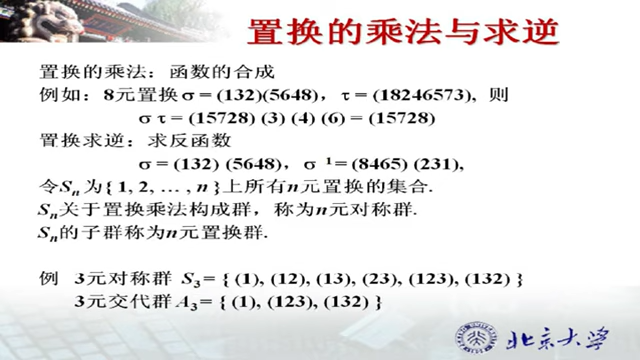 置换的乘法与求逆
置换的乘法：函数的合成
例如：8元置换σ = (132)(5648)，τ = (18246573), 则
σ τ = (15728) (3) (4) (6) = (15728)
置换求逆：求反函数
σ = (132) (5648)，σ ⁻¹= (8465) (231),
令Sₙ 为{ 1, 2, … , n }上所有n元置换的集合.
Sₙ关于置换乘法构成群，称为n元对称群.
Sₙ的子群称为n元置换群.
例 3元对称群 S₃ = { (1), (12), (13), (23), (123), (132) }
3元交代群 A₃ = { (1), (123), (132) }
北京大学